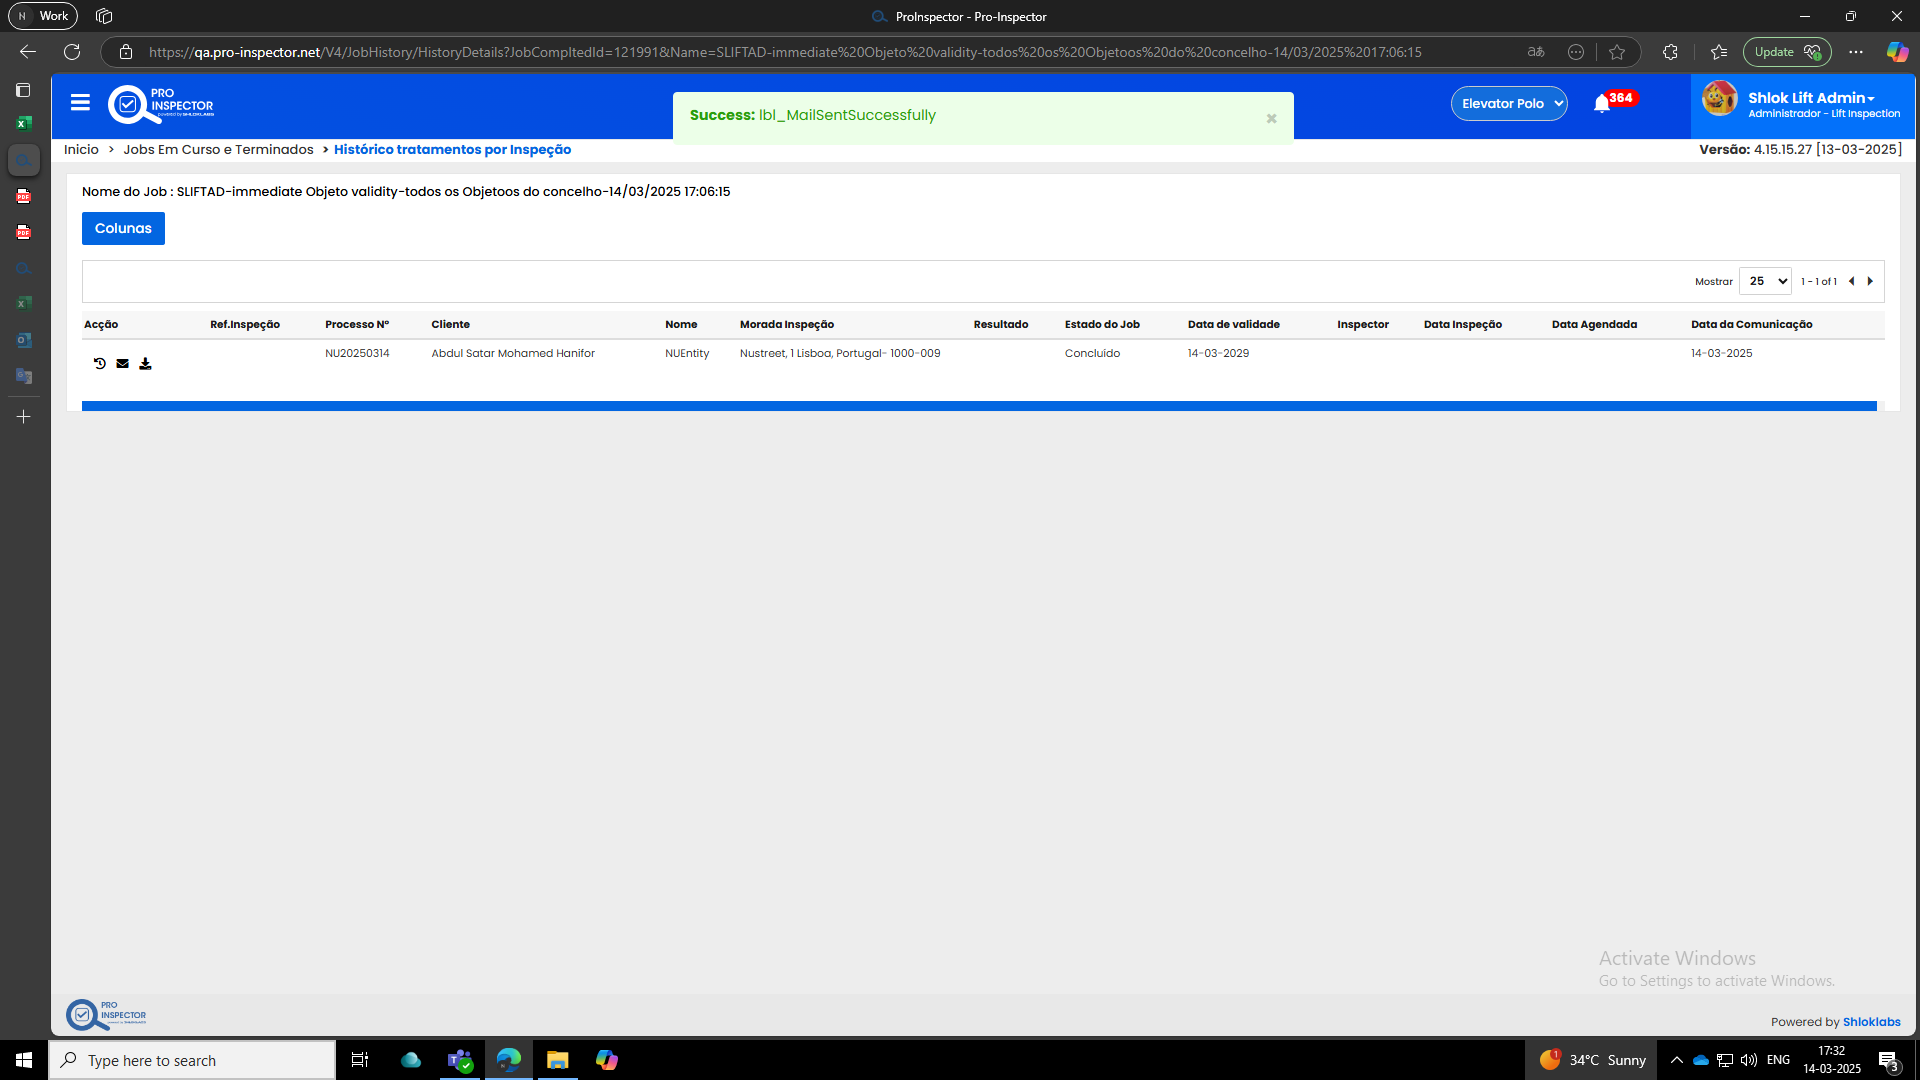 N Work
ProInspector - Pro-Inspector
https://qa.pro-inspector.net/V4/JobHistory/HistoryDetails?JobCompItedId=121991&Name=SLIFTAD-immediate%20Objeto%20validity-todos%20os%20Objetoos%20do%20concelho-14/03/2025%2017:06:15
aあ
Update
PRO
INSPECTOR
powered by SHLOKLABS
Success: lbl_MailSentSuccessfully
×
Elevator Polo
364
Shlok Lift Admin
Administrador - Lift Inspection
Inicio > Jobs Em Curso e Terminados > Histórico tratamentos por Inspeção
Versão: 4.15.15.27 [13-03-2025]
Nome do Job : SLIFTAD-immediate Objeto validity-todos os Objetoos do concelho-14/03/2025 17:06:15
Colunas
Mostrar 25 1 - 1 of 1
Acção Ref.Inspeção Processo Nº Cliente Nome Morada Inspeção Resultado Estado do Job Data de validade Inspector Data Inspeção Data Agendada Data da Comunicação
NU20250314 Abdul Satar Mohamed Hanifor NUEntity Nustreet, 1 Lisboa, Portugal- 1000-009 Concluido 14-03-2029 14-03-2025
Activate Windows
Go to Settings to activate Windows.
PRO
INSPECTOR
Powered by Shloklabs
Type here to search
1
34°C Sunny
ENG
17:32
14-03-2025
3